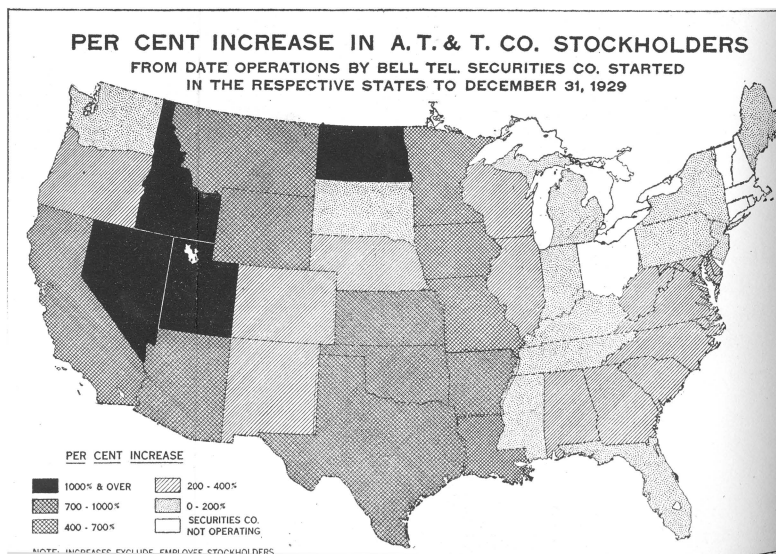 PER CENT INCREASE IN A.T. & T. CO. STOCKHOLDERS
FROM DATE OPERATIONS BY BELL TEL. SECURITIES CO. STARTED
IN THE RESPECTIVE STATES TO DECEMBER 31, 1929
PER CENT INCREASE
1000% & OVER
700 - 1000%
400 - 700%
200 - 400%
0 - 200%
SECURITIES CO.
NOT OPERATING
NOTE: INCREASES EXCLUDE EMPLOYEE STOCKHOLDERS